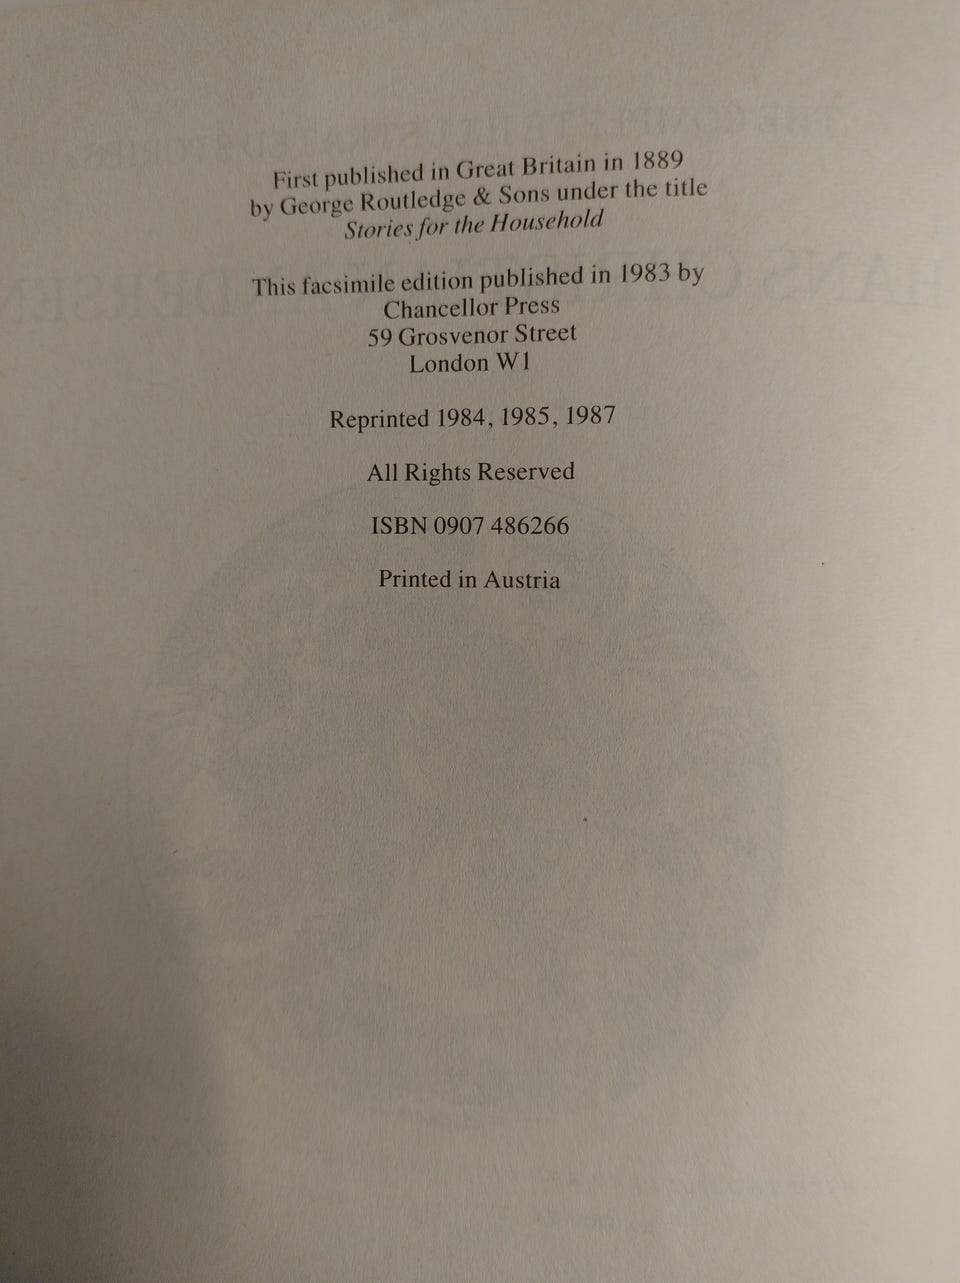 First published in Great Britain in 1889
by George Routledge & Sons under the title
Stories for the Household
This facsimile edition published in 1983 by
Chancellor Press
59 Grosvenor Street
London W1
Reprinted 1984, 1985, 1987
All Rights Reserved
ISBN 0907 486266
Printed in Austria